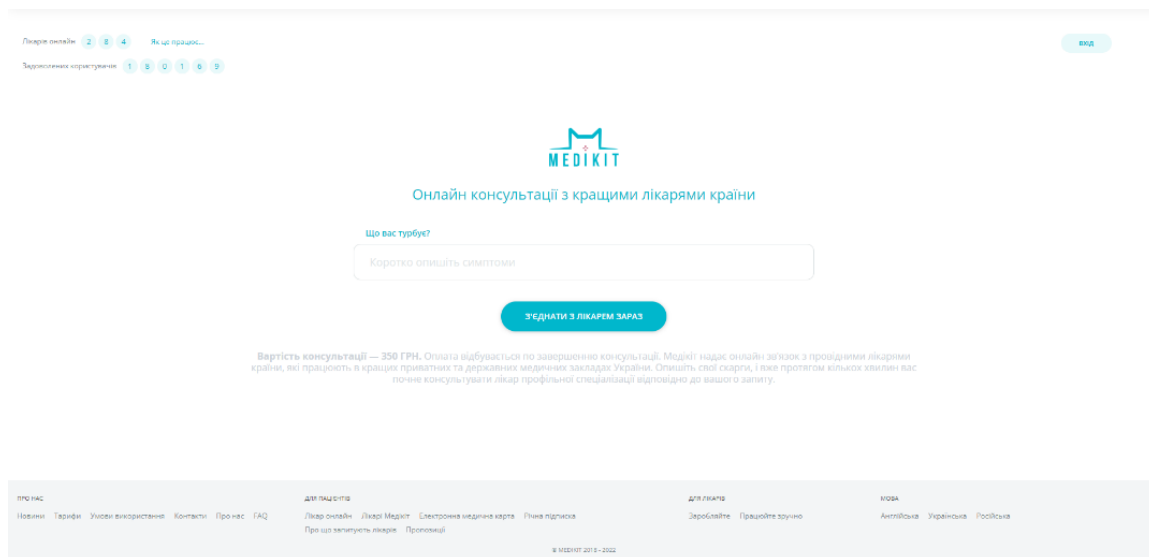 Лікарів онлайн 2 8 4 Як це працює...
вхід
Задоволених користувачів 1 8 0 1 6 9
MEDIKIT
Онлайн консультації з кращими лікарями країни
Що вас турбує?
Коротко опишіть симптоми
З'ЄДНАТИ З ЛІКАРЕМ ЗАРАЗ
Вартість консультації — 350 ГРН. Оплата відбувається по завершенню консультації. Медікіт надає онлайн зв'язок з провідними лікарями
країни, які працюють в кращих приватних та державних медичних закладах України. Опишіть свої скарги, і вже протягом кількох хвилин вас
почне консультувати лікар профільної спеціалізації відповідно до вашого запиту.
ПРО НАС
Новини Тарифи Умови використання Контакти Про нас FAQ
ДЛЯ ПАЦІЄНТІВ
Лікар онлайн Лікарі Медікіт Електронна медична карта Річна підписка
Про що запитують лікарів Пропозиції
ДЛЯ ЛІКАРІВ
Заробляйте Працюйте зручно
МОВА
Англійська Українська Російська
© MEDIKIT 2018 - 2022